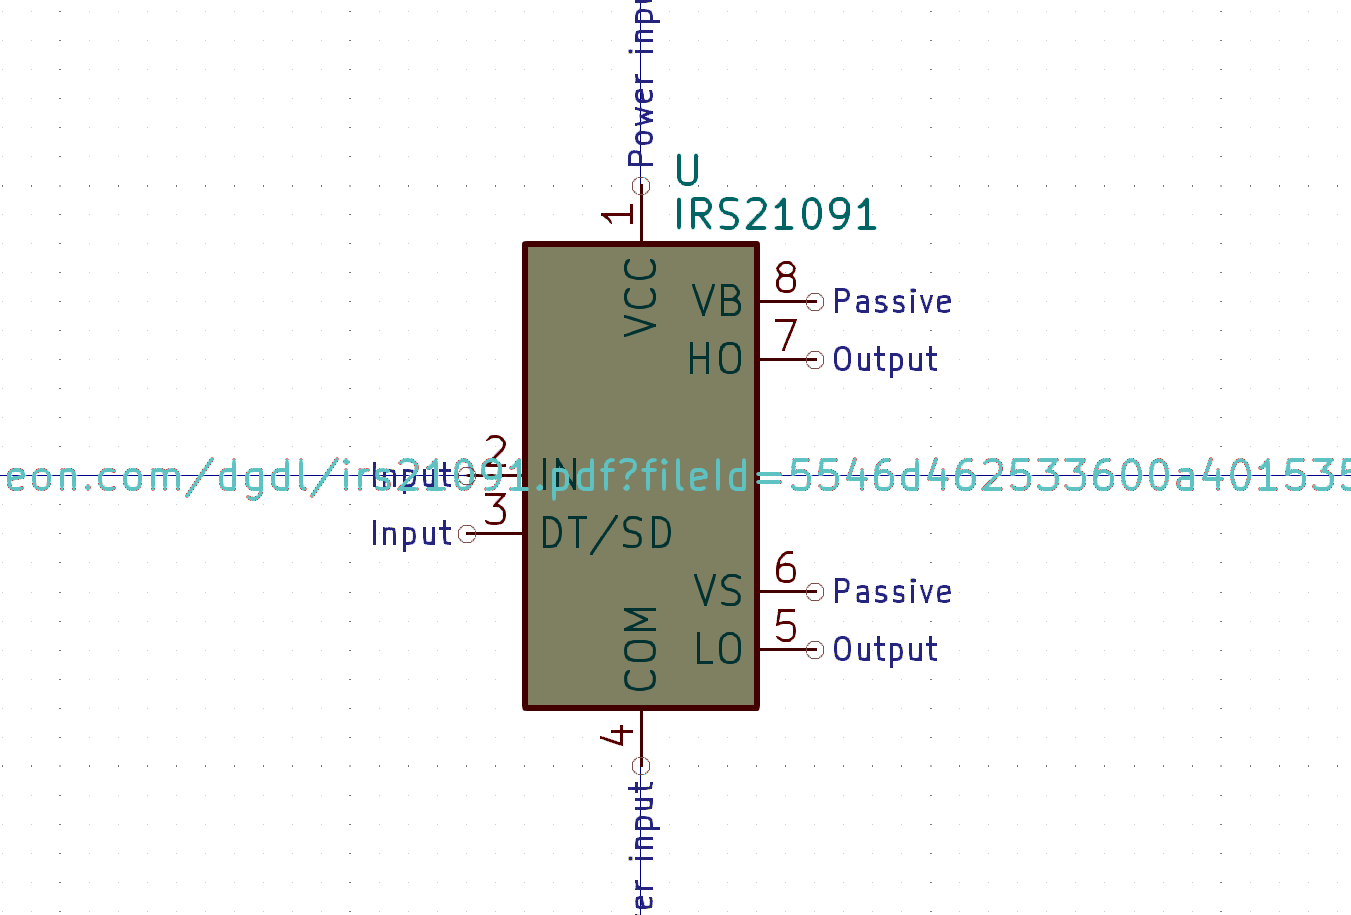 Power inpu
U
1
IRS21091
VCC
8
VB
Passive
7
HO
Output
2
Input
IN
eon.com/dgdl/irs21091.pdf?fileId=5546d462533600a401535
3
Input
DT/SD
6
VS
Passive
5
LO
Output
COM
4
er input